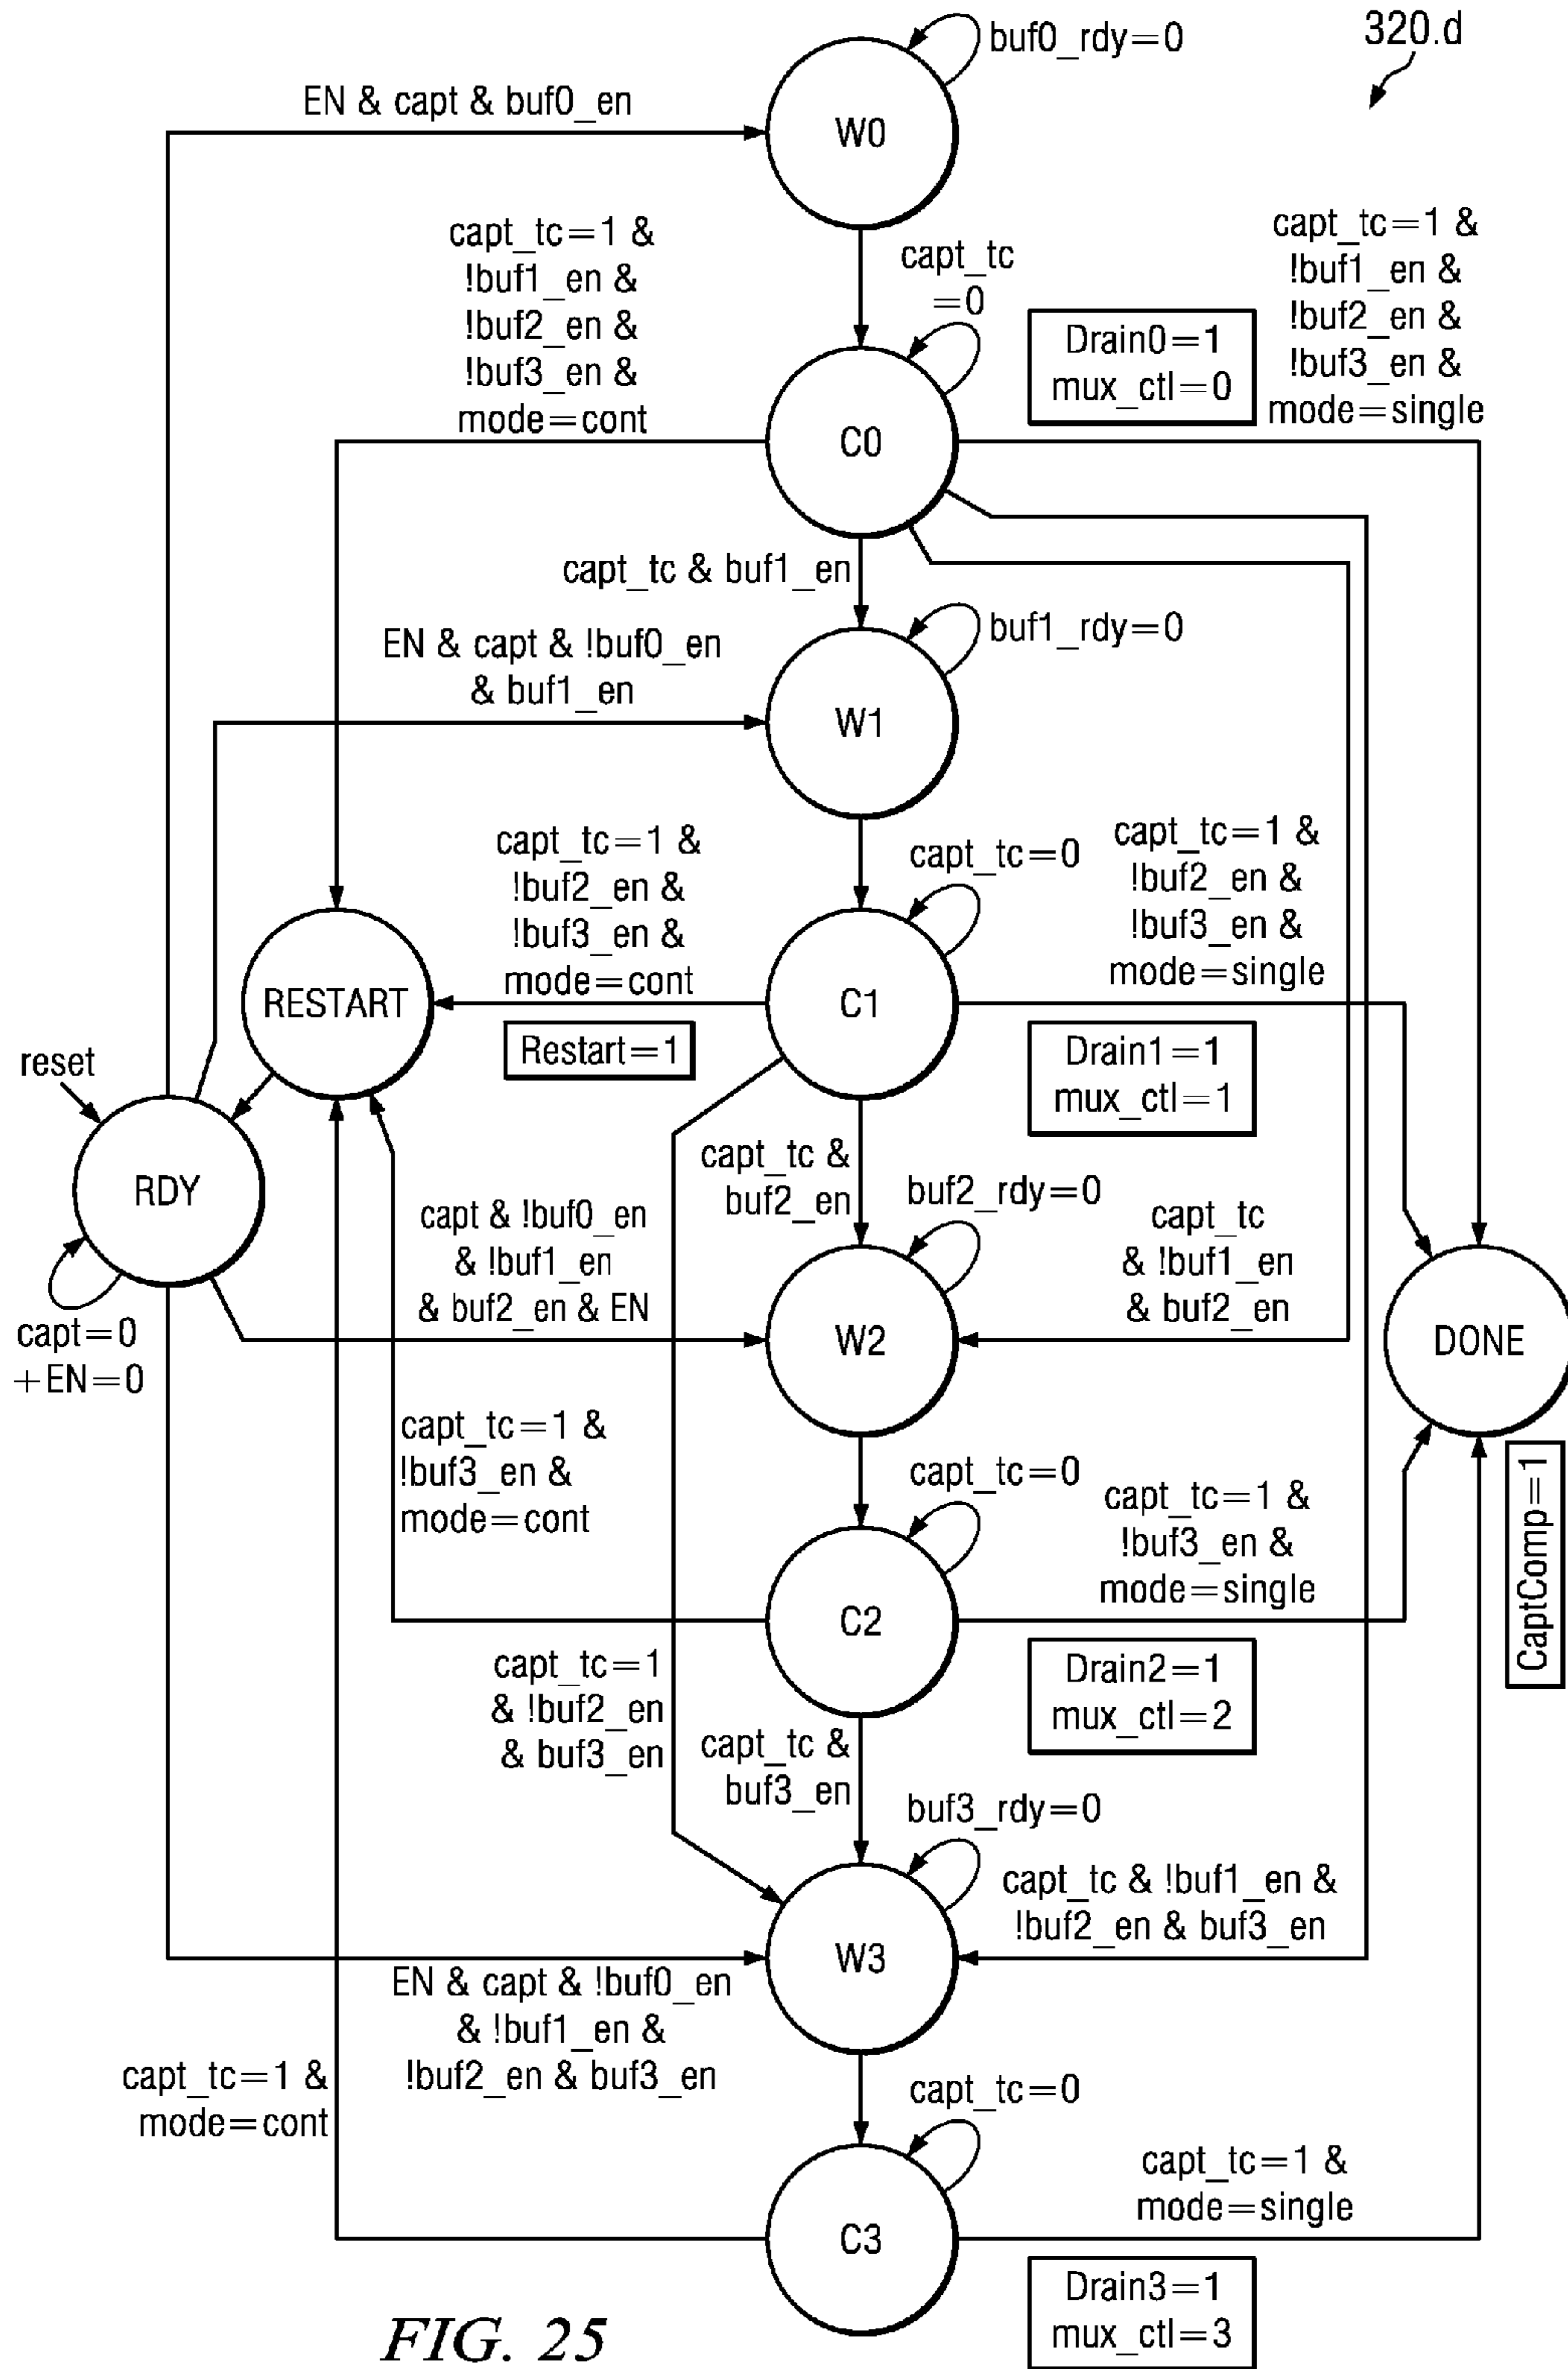 320.d
buf0_rdy=0
EN & capt & buf0_en
W0
capt_tc=1 &
!buf1_en &
!buf2_en &
!buf3_en &
mode=cont
capt_tc
=0
capt_tc=1 &
!buf1_en &
!buf2_en &
!buf3_en &
mode=single
Drain0=1
mux_ctl=0
C0
capt_tc & buf1_en
EN & capt & !buf0_en
& buf1_en
buf1_rdy=0
W1
capt_tc=1 &
!buf2_en &
!buf3_en &
mode=cont
capt_tc=0
capt_tc=1 &
!buf2_en &
!buf3_en &
mode=single
RESTART
C1
Restart=1
Drain1=1
mux_ctl=1
reset
RDY
capt_tc &
buf2_en
buf2_rdy=0
capt & !buf0_en
& !buf1_en
& buf2_en & EN
capt_tc
& !buf1_en
& buf2_en
capt=0
+EN=0
W2
DONE
CaptComp=1
capt_tc=1 &
!buf3_en &
mode=cont
capt_tc=0
capt_tc=1 &
!buf3_en &
mode=single
C2
Drain2=1
mux_ctl=2
capt_tc=1
& !buf2_en
& buf3_en
capt_tc &
buf3_en
buf3_rdy=0
capt_tc & !buf1_en &
!buf2_en & buf3_en
W3
EN & capt & !buf0_en
& !buf1_en &
!buf2_en & buf3_en
capt_tc=1 &
mode=cont
capt_tc=0
capt_tc=1 &
mode=single
C3
Drain3=1
mux_ctl=3
FIG. 25